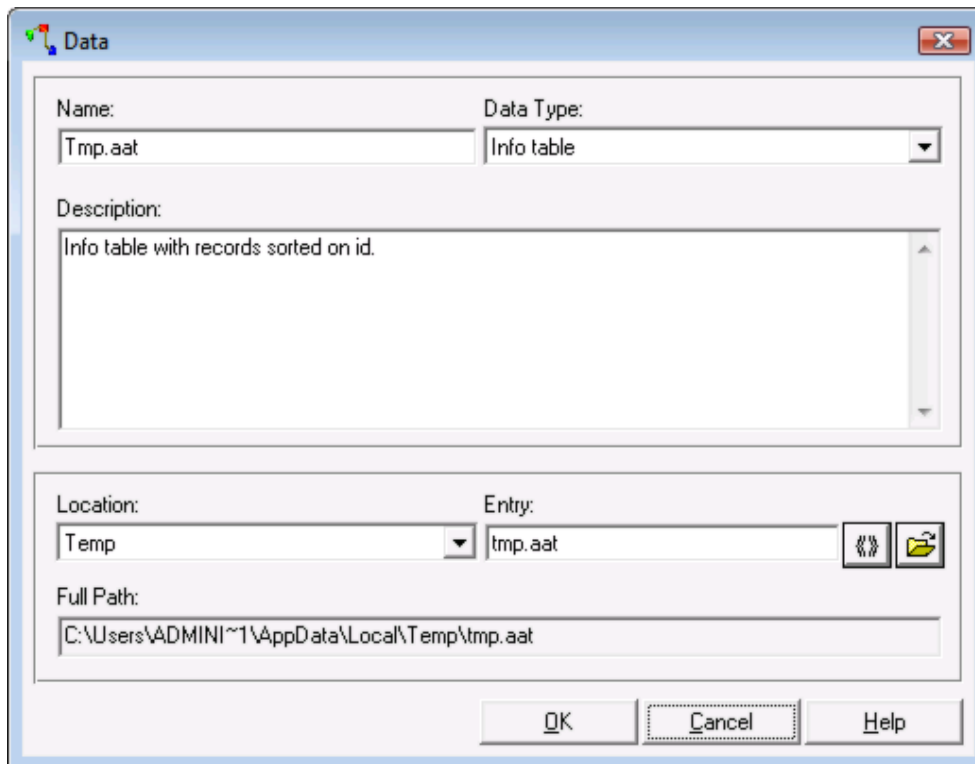 Data
Name:
Data Type:
Tmp.aat
Info table
Description:
Info table with records sorted on id.
Location:
Entry:
Temp
tmp.aat
《》
Full Path:
C:\Users\ADMINI~1\AppData\Local\Temp\tmp.aat
OK
Cancel
Help